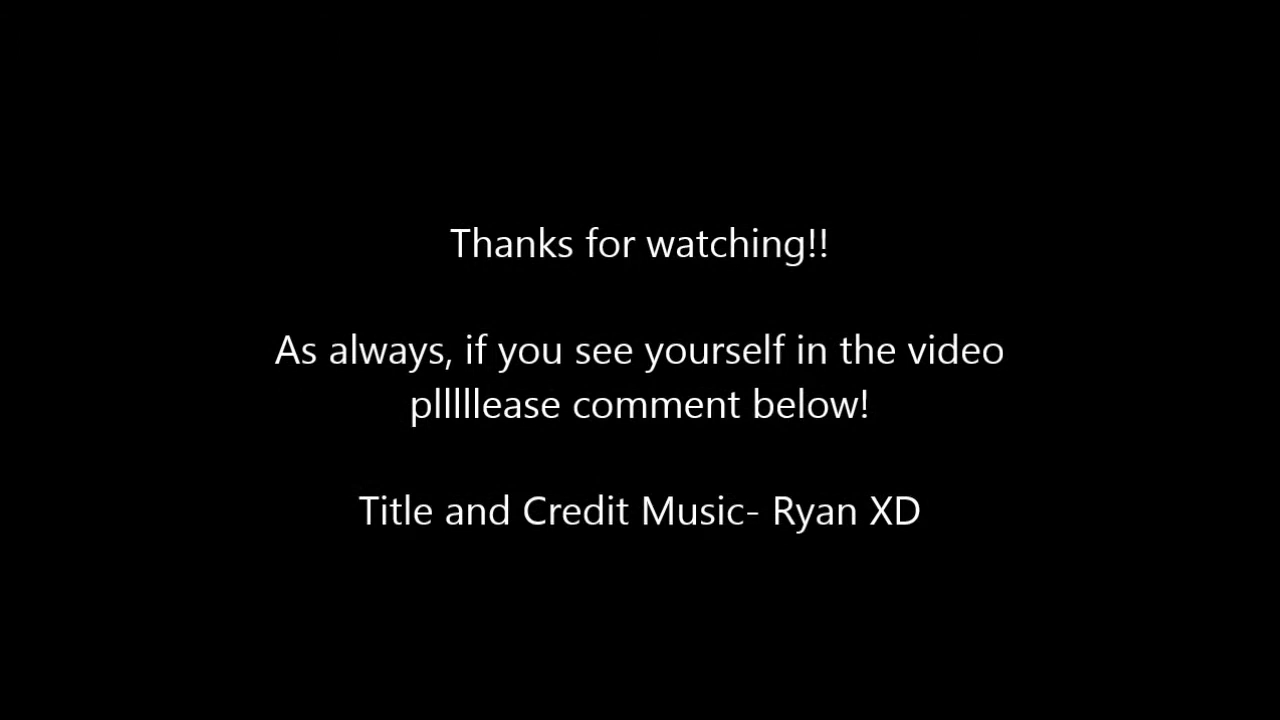 Thanks for watching!!
As always, if you see yourself in the video
plllllease comment below!
Title and Credit Music- Ryan XD